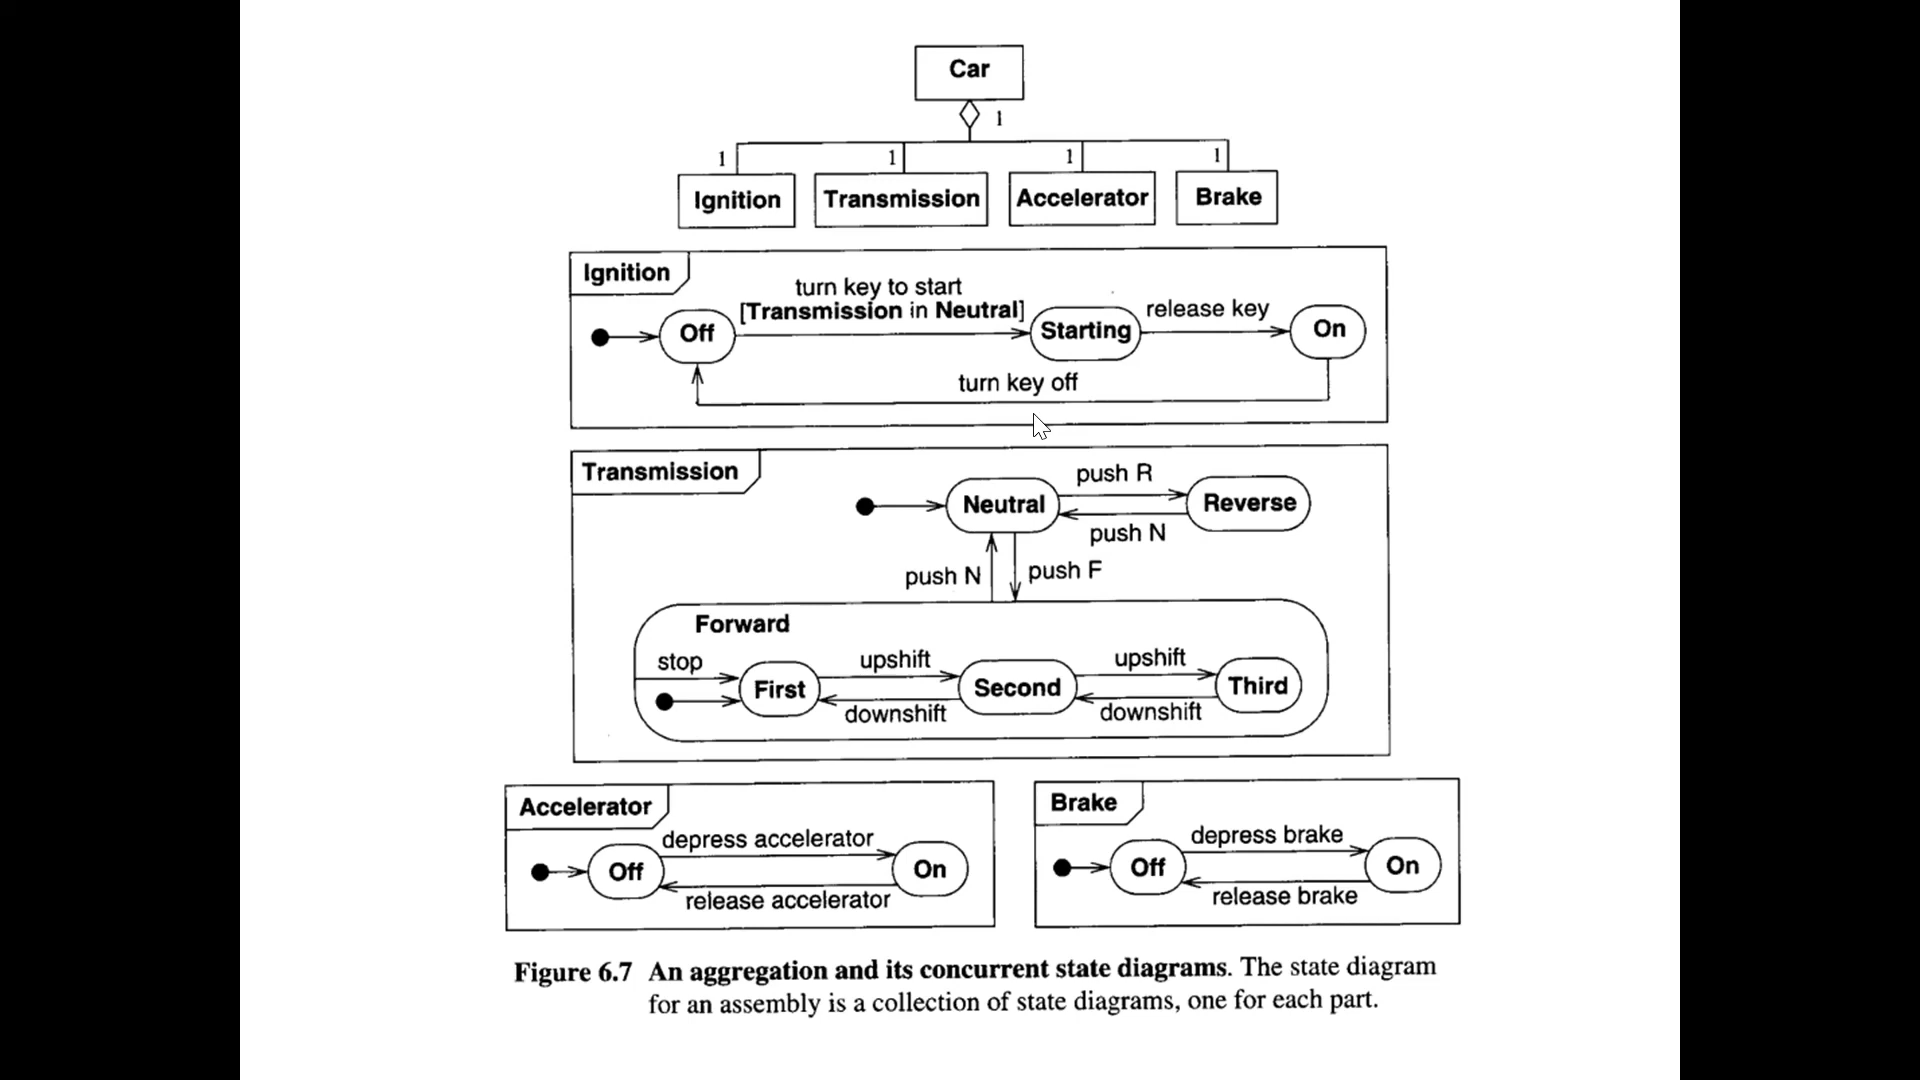 Car
1
1
1
1
1
Ignition
Transmission
Accelerator
Brake
Ignition
turn key to start
[Transmission in Neutral]
Off
Starting
release key
On
turn key off
Transmission
push R
Neutral
Reverse
push N
push N
push F
Forward
stop
upshift
upshift
First
Second
Third
downshift
downshift
Accelerator
depress accelerator
Off
On
release accelerator
Brake
depress brake
Off
On
release brake
Figure 6.7 An aggregation and its concurrent state diagrams. The state diagram
for an assembly is a collection of state diagrams, one for each part.